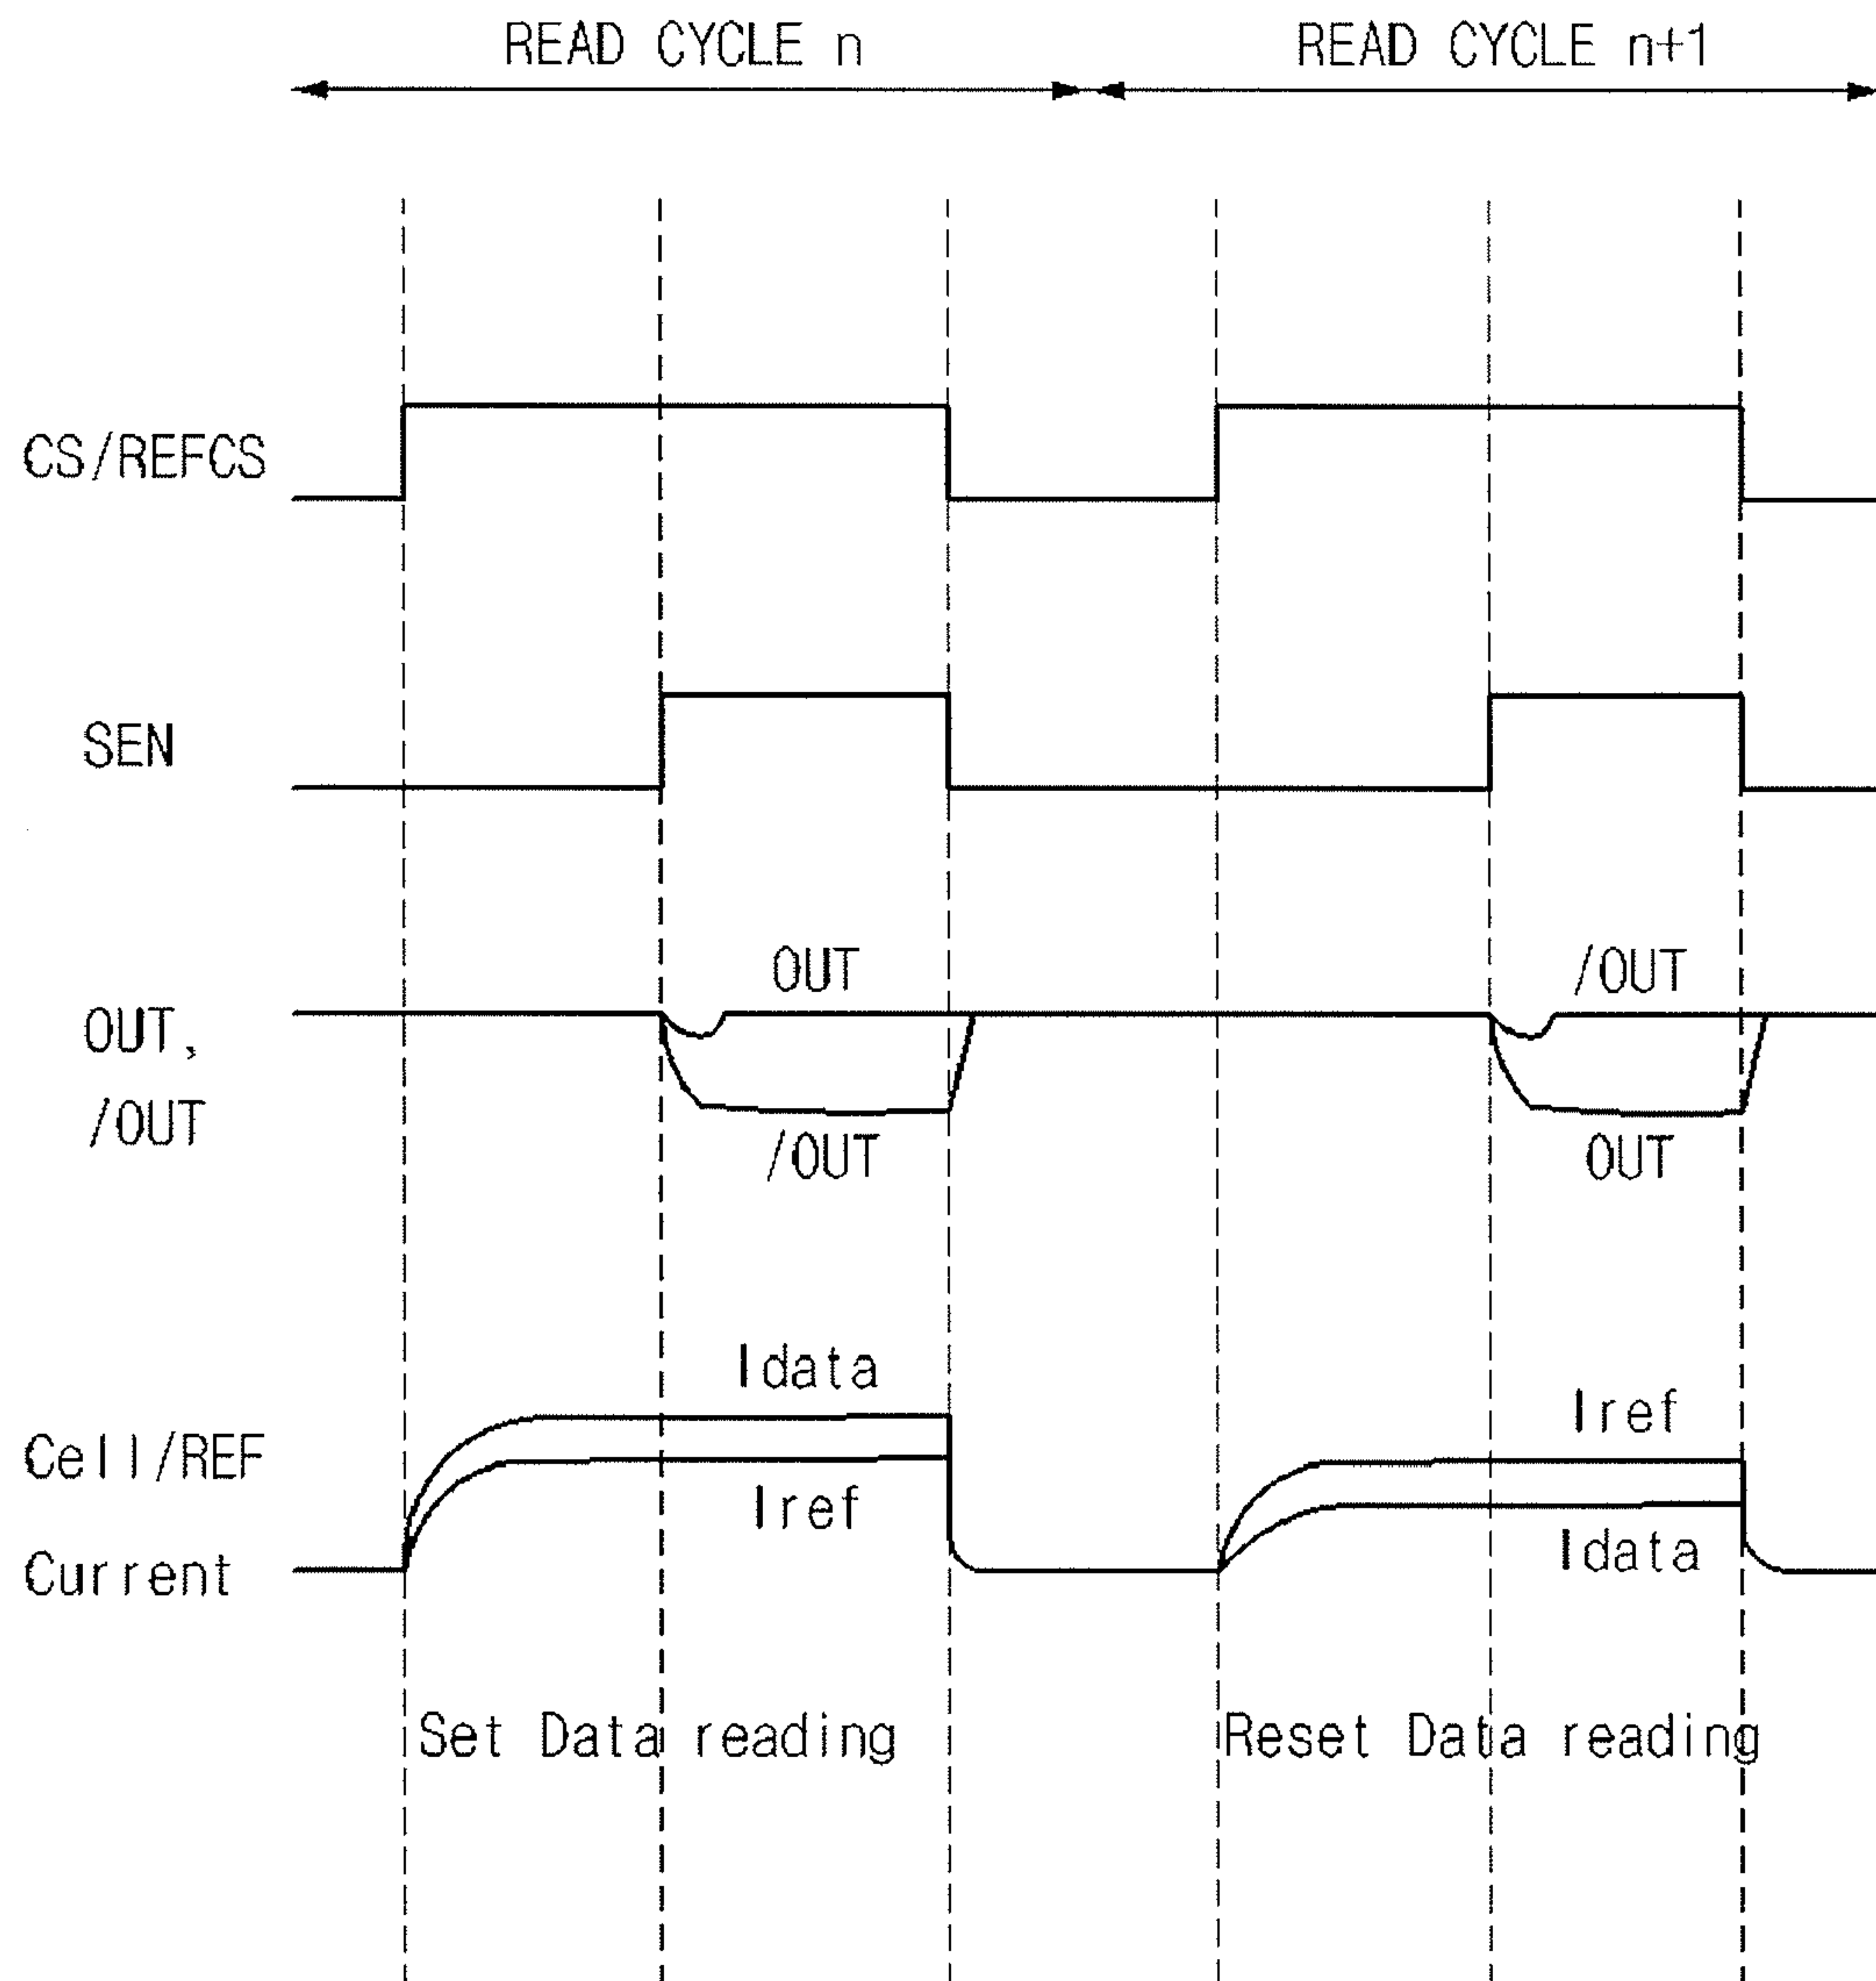 READ CYCLE n
READ CYCLE n+1
CS/REFCS
SEN
OUT
/OUT
OUT,
/OUT
/OUT
OUT
Idata
Iref
Cell/REF
Iref
Idata
Current
Set Data reading
Reset Data reading